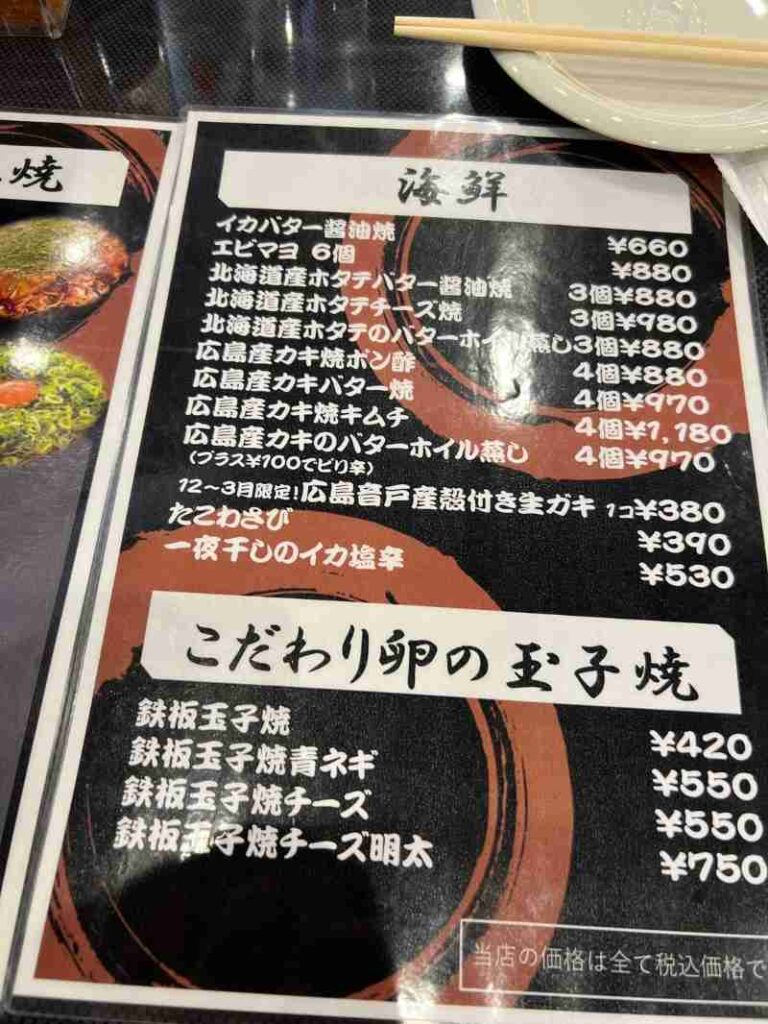 焼
海鮮
イカバター醤油焼 ¥660
エビマヨ 6個 ¥880
北海道産ホタテバター醤油焼 3個¥880
北海道産ホタテチーズ焼 3個¥980
北海道産ホタテのバターホイル蒸し3個¥880
広島産カキ焼ポン酢 4個¥880
広島産カキバター焼 4個¥970
広島産カキ焼キムチ 4個¥1,180
広島産カキのバターホイル蒸し 4個¥970
(プラス¥100でピリ辛)
12〜3月限定!広島音戸産殻付き生ガキ 1コ¥380
たこわさび ¥390
一夜干しのイカ塩辛 ¥530
こだわり卵の玉子焼
鉄板玉子焼 ¥420
鉄板玉子焼青ネギ ¥550
鉄板玉子焼チーズ ¥550
鉄板玉子焼チーズ明太 ¥750
当店の価格は全て税込価格で